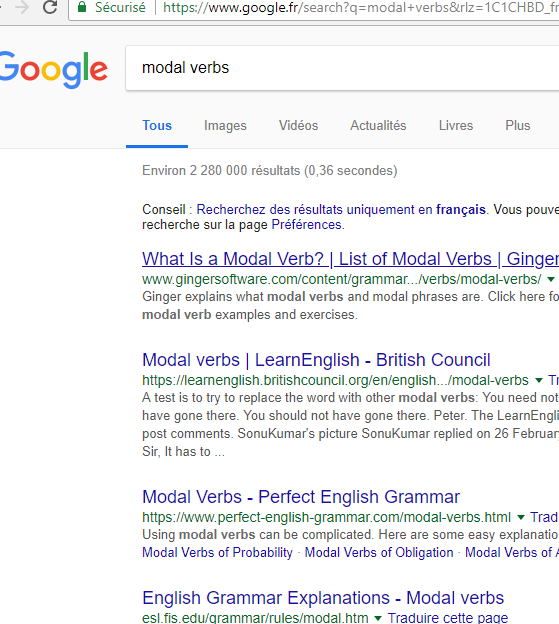 Sécurisé https://www.google.fr/search?q=modal+verbs&rlz=1C1CHBD_fr
Google
modal verbs
Tous Images Vidéos Actualités Livres Plus
Environ 2 280 000 résultats (0,36 secondes)
Conseil : Recherchez des résultats uniquement en français. Vous pouve
recherche sur la page Préférences.
What Is a Modal Verb? | List of Modal Verbs | Ginger
www.gingersoftware.com/content/grammar.../verbs/modal-verbs/
Ginger explains what modal verbs and modal phrases are. Click here fo
modal verb examples and exercises.
Modal verbs | LearnEnglish - British Council
https://learnenglish.britishcouncil.org/en/english.../modal-verbs Tr
A test is to try to replace the word with other modal verbs: You need not
have gone there. You should not have gone there. Peter. The LearnEngli
post comments. SonuKumar's picture SonuKumar replied on 26 Februar
Sir, It has to ...
Modal Verbs - Perfect English Grammar
https://www.perfect-english-grammar.com/modal-verbs.html Trad
Using modal verbs can be complicated. Here are some easy explanatio
Modal Verbs of Probability · Modal Verbs of Obligation · Modal Verbs of A
English Grammar Explanations - Modal verbs
esl.fis.edu/grammar/rules/modal.htm Traduire cette page